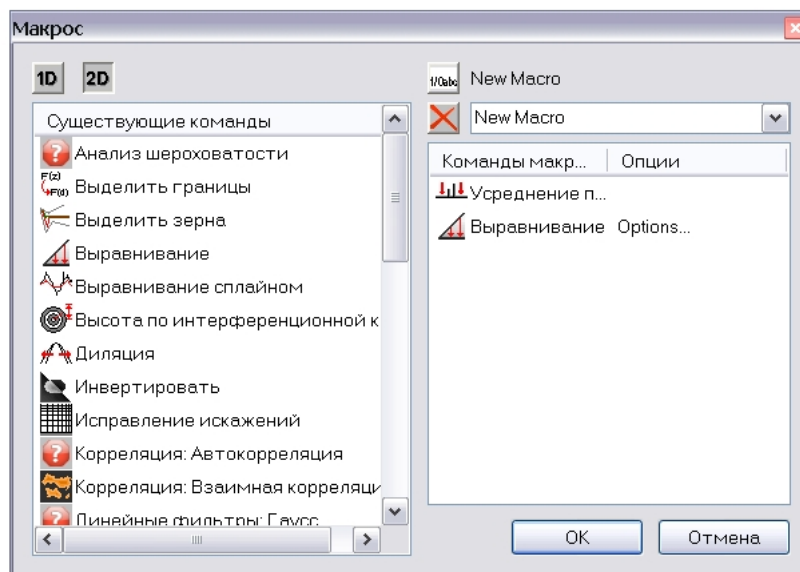 Макрос
1D 2D
Существующие команды
Анализ шероховатости
F(z)
F(d) Выделить границы
Выделить зерна
Выравнивание
Выравнивание сплайном
Высота по интерференционной к
Диляция
Инвертировать
Исправление искажений
Корреляция: Автокорреляция
Корреляция: Взаимная корреляци
Линейные фильтры: Гаусс
1/0abc New Macro
New Macro
Команды макр... Опции
Усреднение п...
Выравнивание Options...
OK Отмена